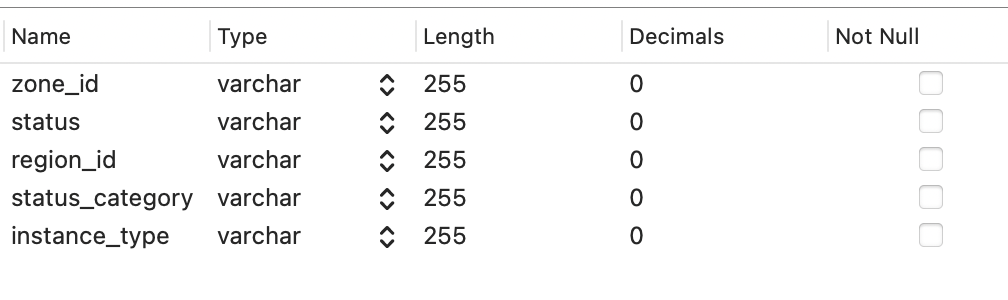 Name Type Length Decimals Not Null
zone_id varchar 255 0
status varchar 255 0
region_id varchar 255 0
status_category varchar 255 0
instance_type varchar 255 0